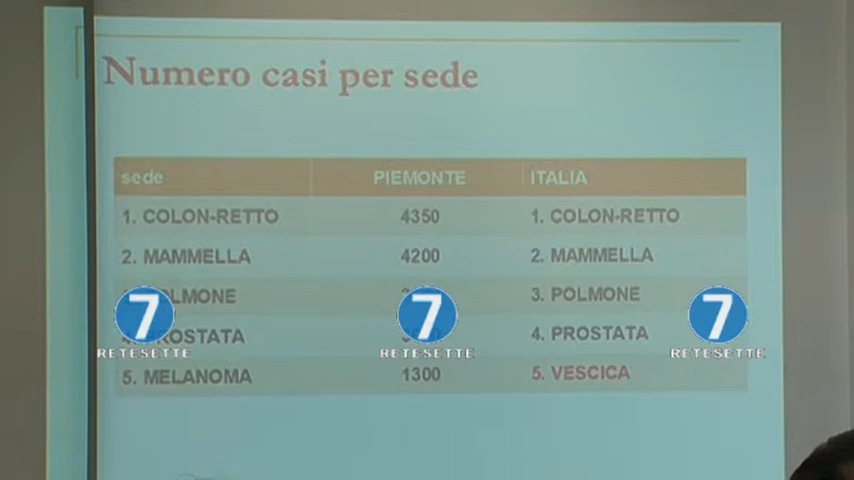 Numero casi per sede
sede PIEMONTE ITALIA
1. COLON-RETTO 4350 1. COLON-RETTO
2. MAMMELLA 4200 2. MAMMELLA
3. POLMONE
4. PROSTATA
5. MELANOMA 1300 5. VESCICA
7 7 7
RETESETTE RETESETTE RETESETTE